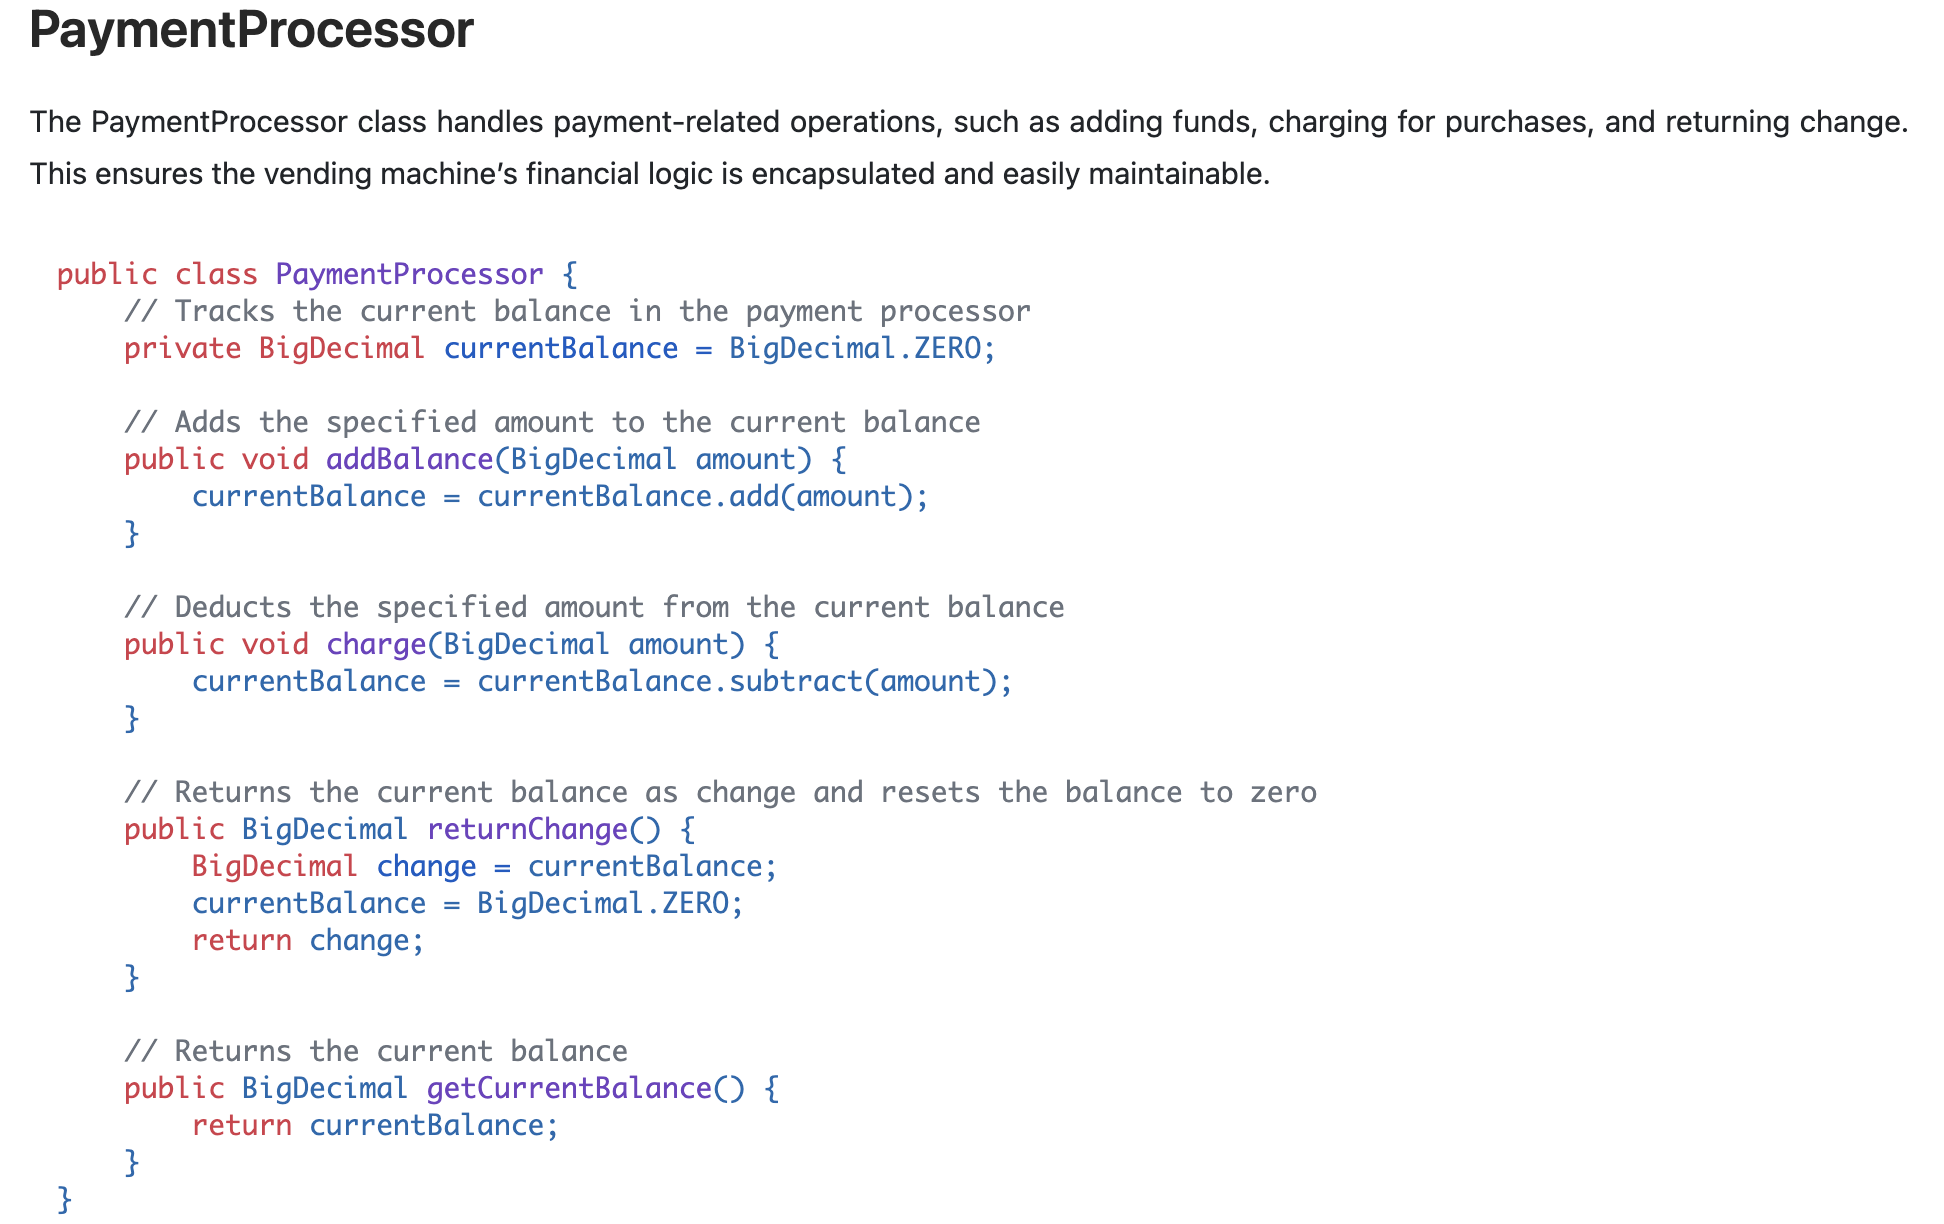 PaymentProcessor
The PaymentProcessor class handles payment-related operations, such as adding funds, charging for purchases, and returning change.
This ensures the vending machine’s financial logic is encapsulated and easily maintainable.
public class PaymentProcessor {
    // Tracks the current balance in the payment processor
    private BigDecimal currentBalance = BigDecimal.ZERO;

    // Adds the specified amount to the current balance
    public void addBalance(BigDecimal amount) {
        currentBalance = currentBalance.add(amount);
    }

    // Deducts the specified amount from the current balance
    public void charge(BigDecimal amount) {
        currentBalance = currentBalance.subtract(amount);
    }

    // Returns the current balance as change and resets the balance to zero
    public BigDecimal returnChange() {
        BigDecimal change = currentBalance;
        currentBalance = BigDecimal.ZERO;
        return change;
    }

    // Returns the current balance
    public BigDecimal getCurrentBalance() {
        return currentBalance;
    }
}